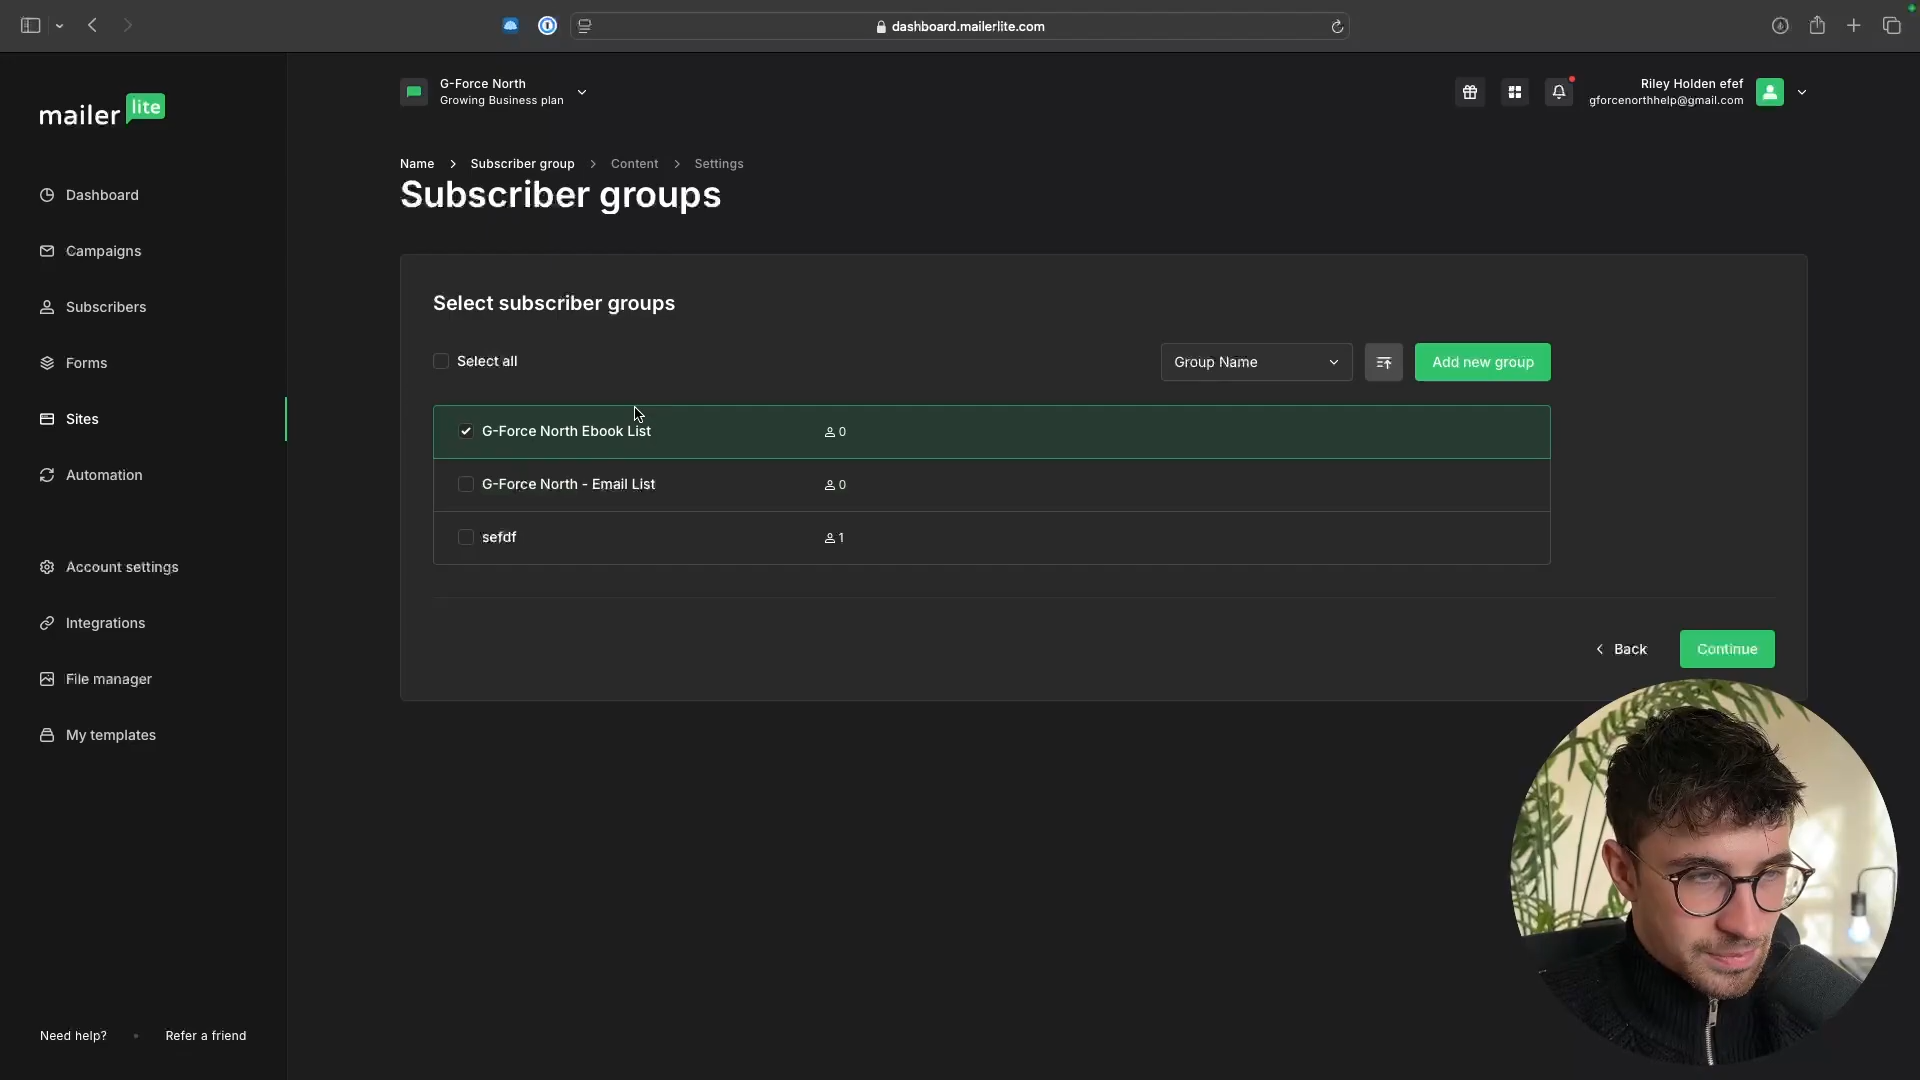 dashboard.mailerlite.com
mailer lite
G-Force North
Growing Business plan
Riley Holden efef
gforcenorthhelp@gmail.com
Dashboard
Campaigns
Subscribers
Forms
Sites
Automation
Account settings
Integrations
File manager
My templates
Need help?
Refer a friend
Name > Subscriber group > Content > Settings
Subscriber groups
Select subscriber groups
Select all
Group Name
Add new group
G-Force North Ebook List 0
G-Force North - Email List 0
sefdf 1
Back
Continue